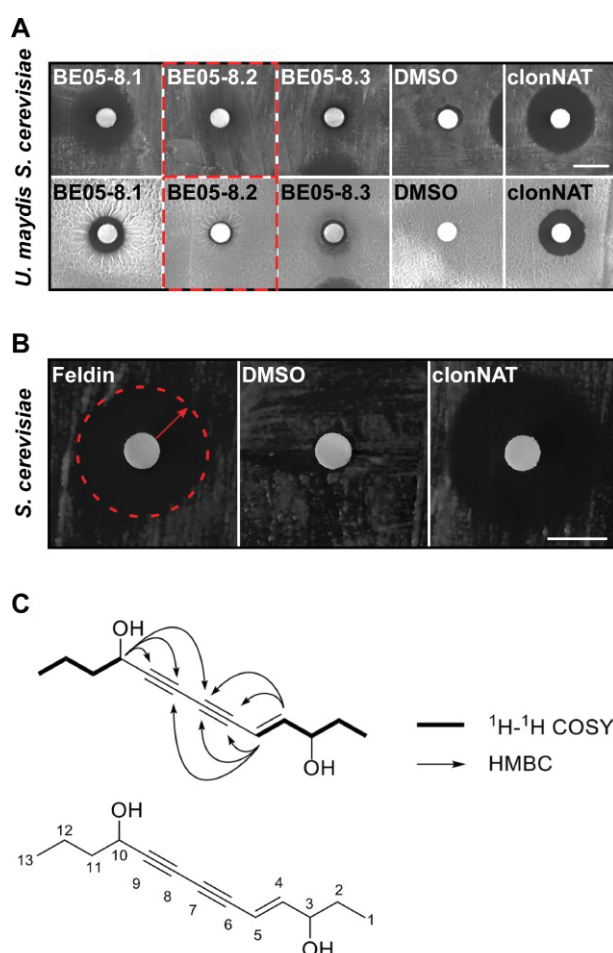 A
BE05-8.1 BE05-8.2 BE05-8.3 DMSO clonNAT
S. cerevisiae
BE05-8.1 BE05-8.2 BE05-8.3 DMSO clonNAT
U. maydis
B
Feldin DMSO clonNAT
S. cerevisiae
C
OH
OH
¹H-¹H COSY
HMBC
OH
13 12 11 10 9 8 7 6 5 4 3 2 1
OH